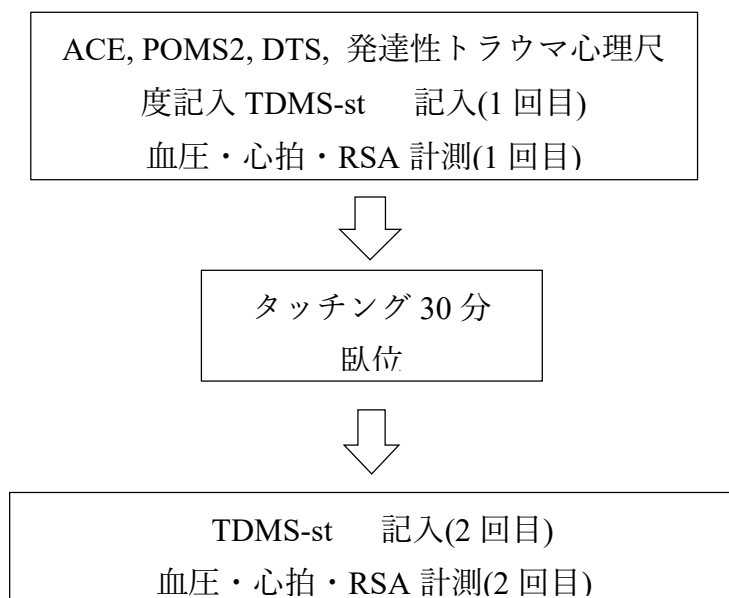 ACE, POMS2, DTS, 発達性トラウマ心理尺
度記入 TDMS-st 記入(1 回目)
血圧・心拍・RSA 計測(1 回目)
タッチング 30 分
臥位
TDMS-st 記入(2 回目)
血圧・心拍・RSA 計測(2 回目)